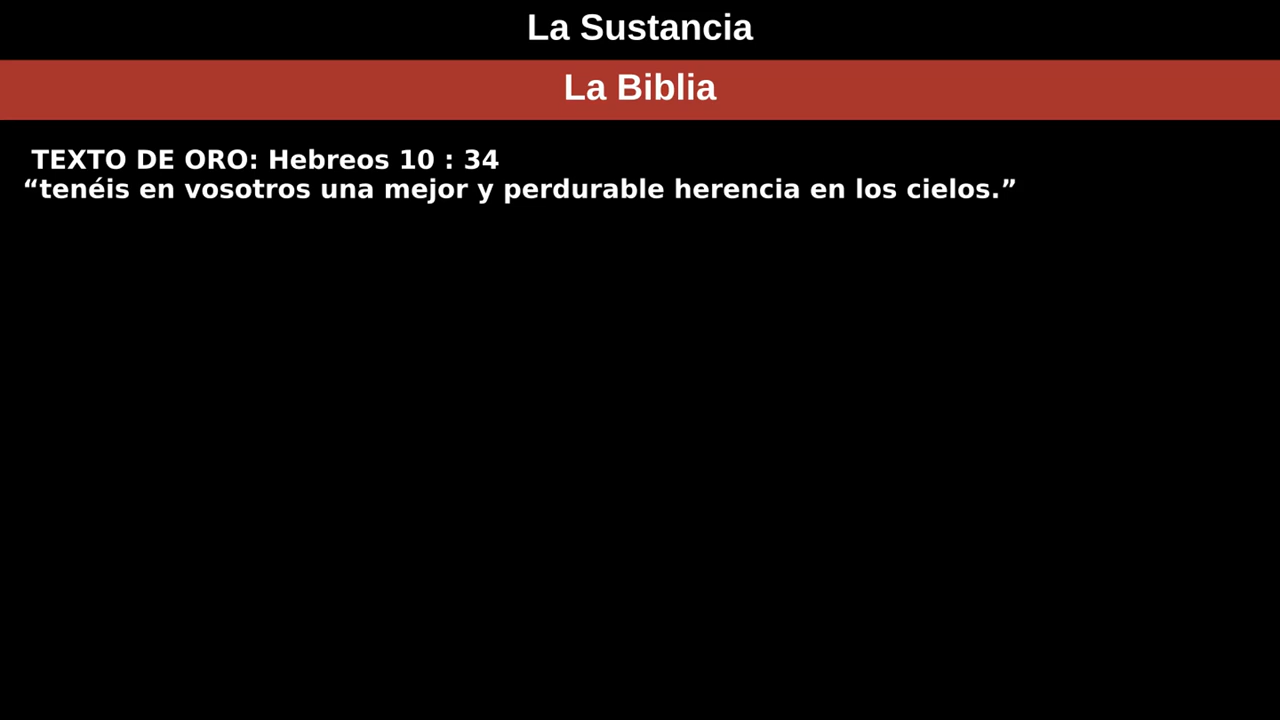 La Sustancia
La Biblia
TEXTO DE ORO: Hebreos 10 : 34
“tenéis en vosotros una mejor y perdurable herencia en los cielos.”